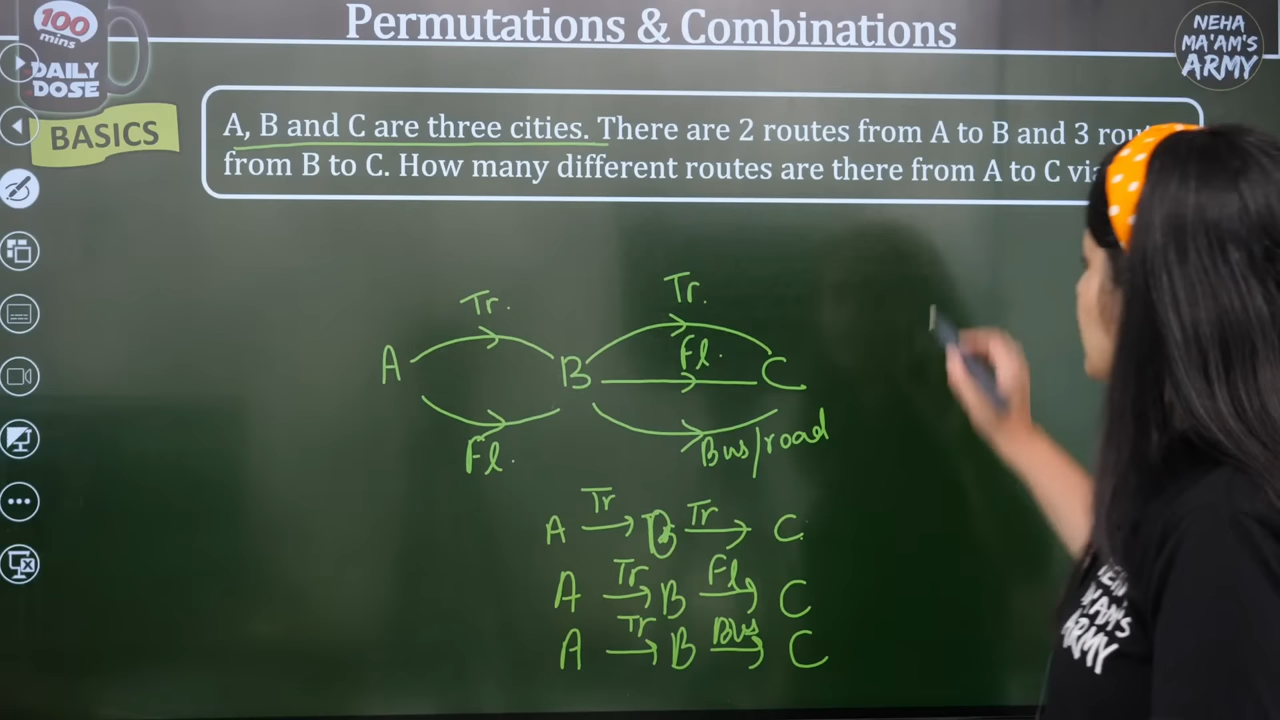 Permutations & Combinations
100
mins
DAILY
DOSE
NEHA
MA'AM'S
ARMY
BASICS
A, B and C are three cities. There are 2 routes from A to B and 3
from B to C. How many different routes are there from A to C
Tr.
Tr.
Fl.
A
B
C
Fl.
Bus/road
A Tr B Tr C
A Tr B Fl C
A Tr B Bus C
ARMY